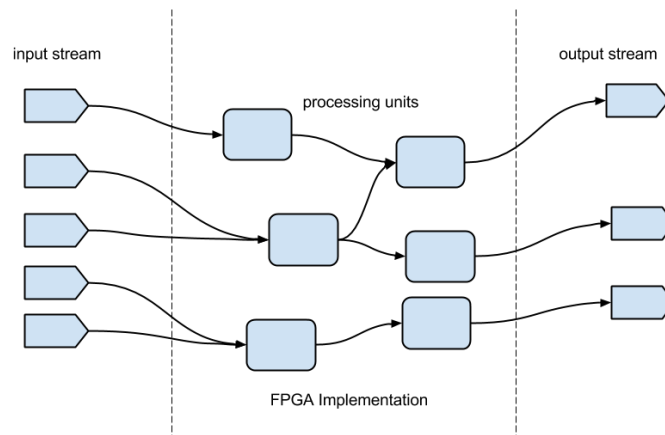 input stream
output stream
processing units
FPGA Implementation